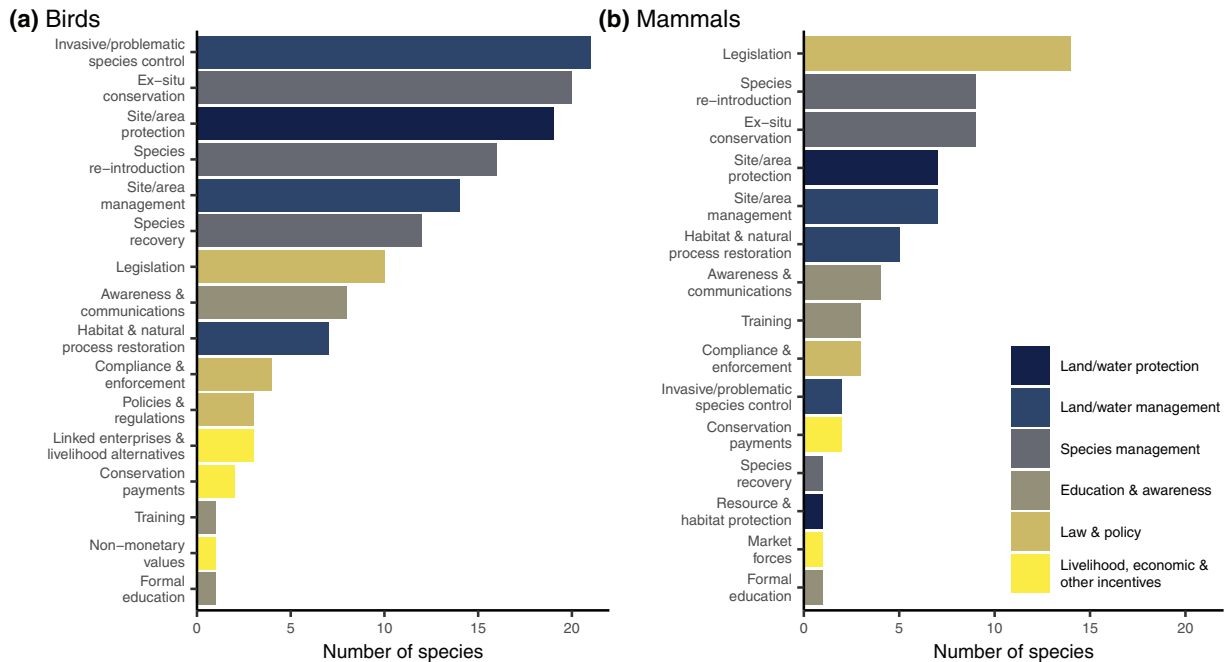 (a) Birds
Invasive/problematic
species control
Ex−situ
conservation
Site/area
protection
Species
re−introduction
Site/area
management
Species
recovery
Legislation
Awareness &
communications
Habitat & natural
process restoration
Compliance &
enforcement
Policies &
regulations
Linked enterprises &
livelihood alternatives
Conservation
payments
Training
Non−monetary
values
Formal
education
0 5 10 15 20
Number of species
(b) Mammals
Legislation
Species
re−introduction
Ex−situ
conservation
Site/area
protection
Site/area
management
Habitat & natural
process restoration
Awareness &
communications
Training
Compliance &
enforcement
Invasive/problematic
species control
Conservation
payments
Species
recovery
Resource &
habitat protection
Market
forces
Formal
education
0 5 10 15 20
Number of species
Land/water protection
Land/water management
Species management
Education & awareness
Law & policy
Livelihood, economic &
other incentives